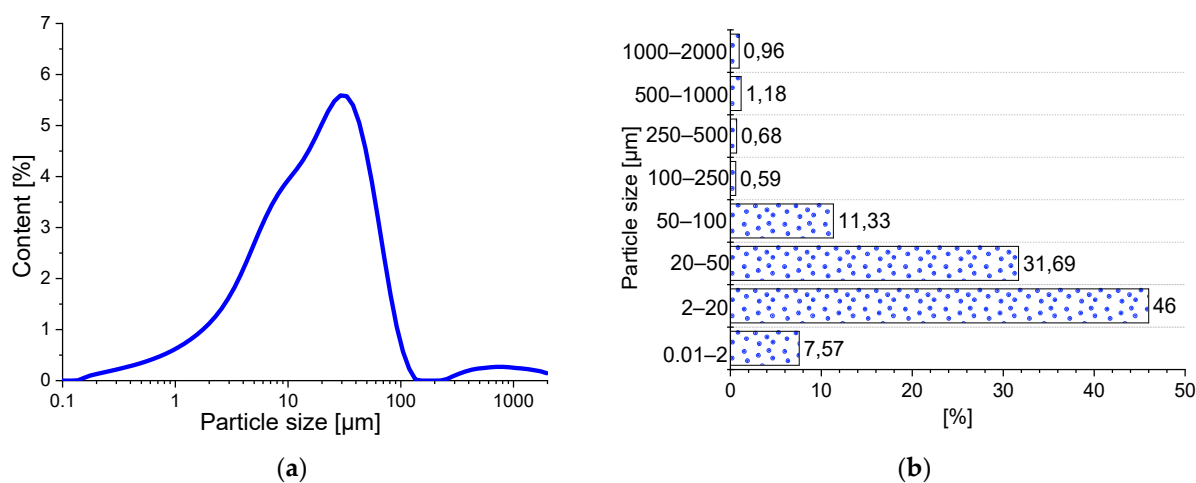 7
6
5
4
3
2
1
0
Content [%]
0.1 1 10 100 1000
Particle size [µm]
(a)
Particle size [µm]
1000–2000 0,96
500–1000 1,18
250–500 0,68
100–250 0,59
50–100 11,33
20–50 31,69
2–20 46
0.01–2 7,57
0 10 20 30 40 50
[%]
(b)